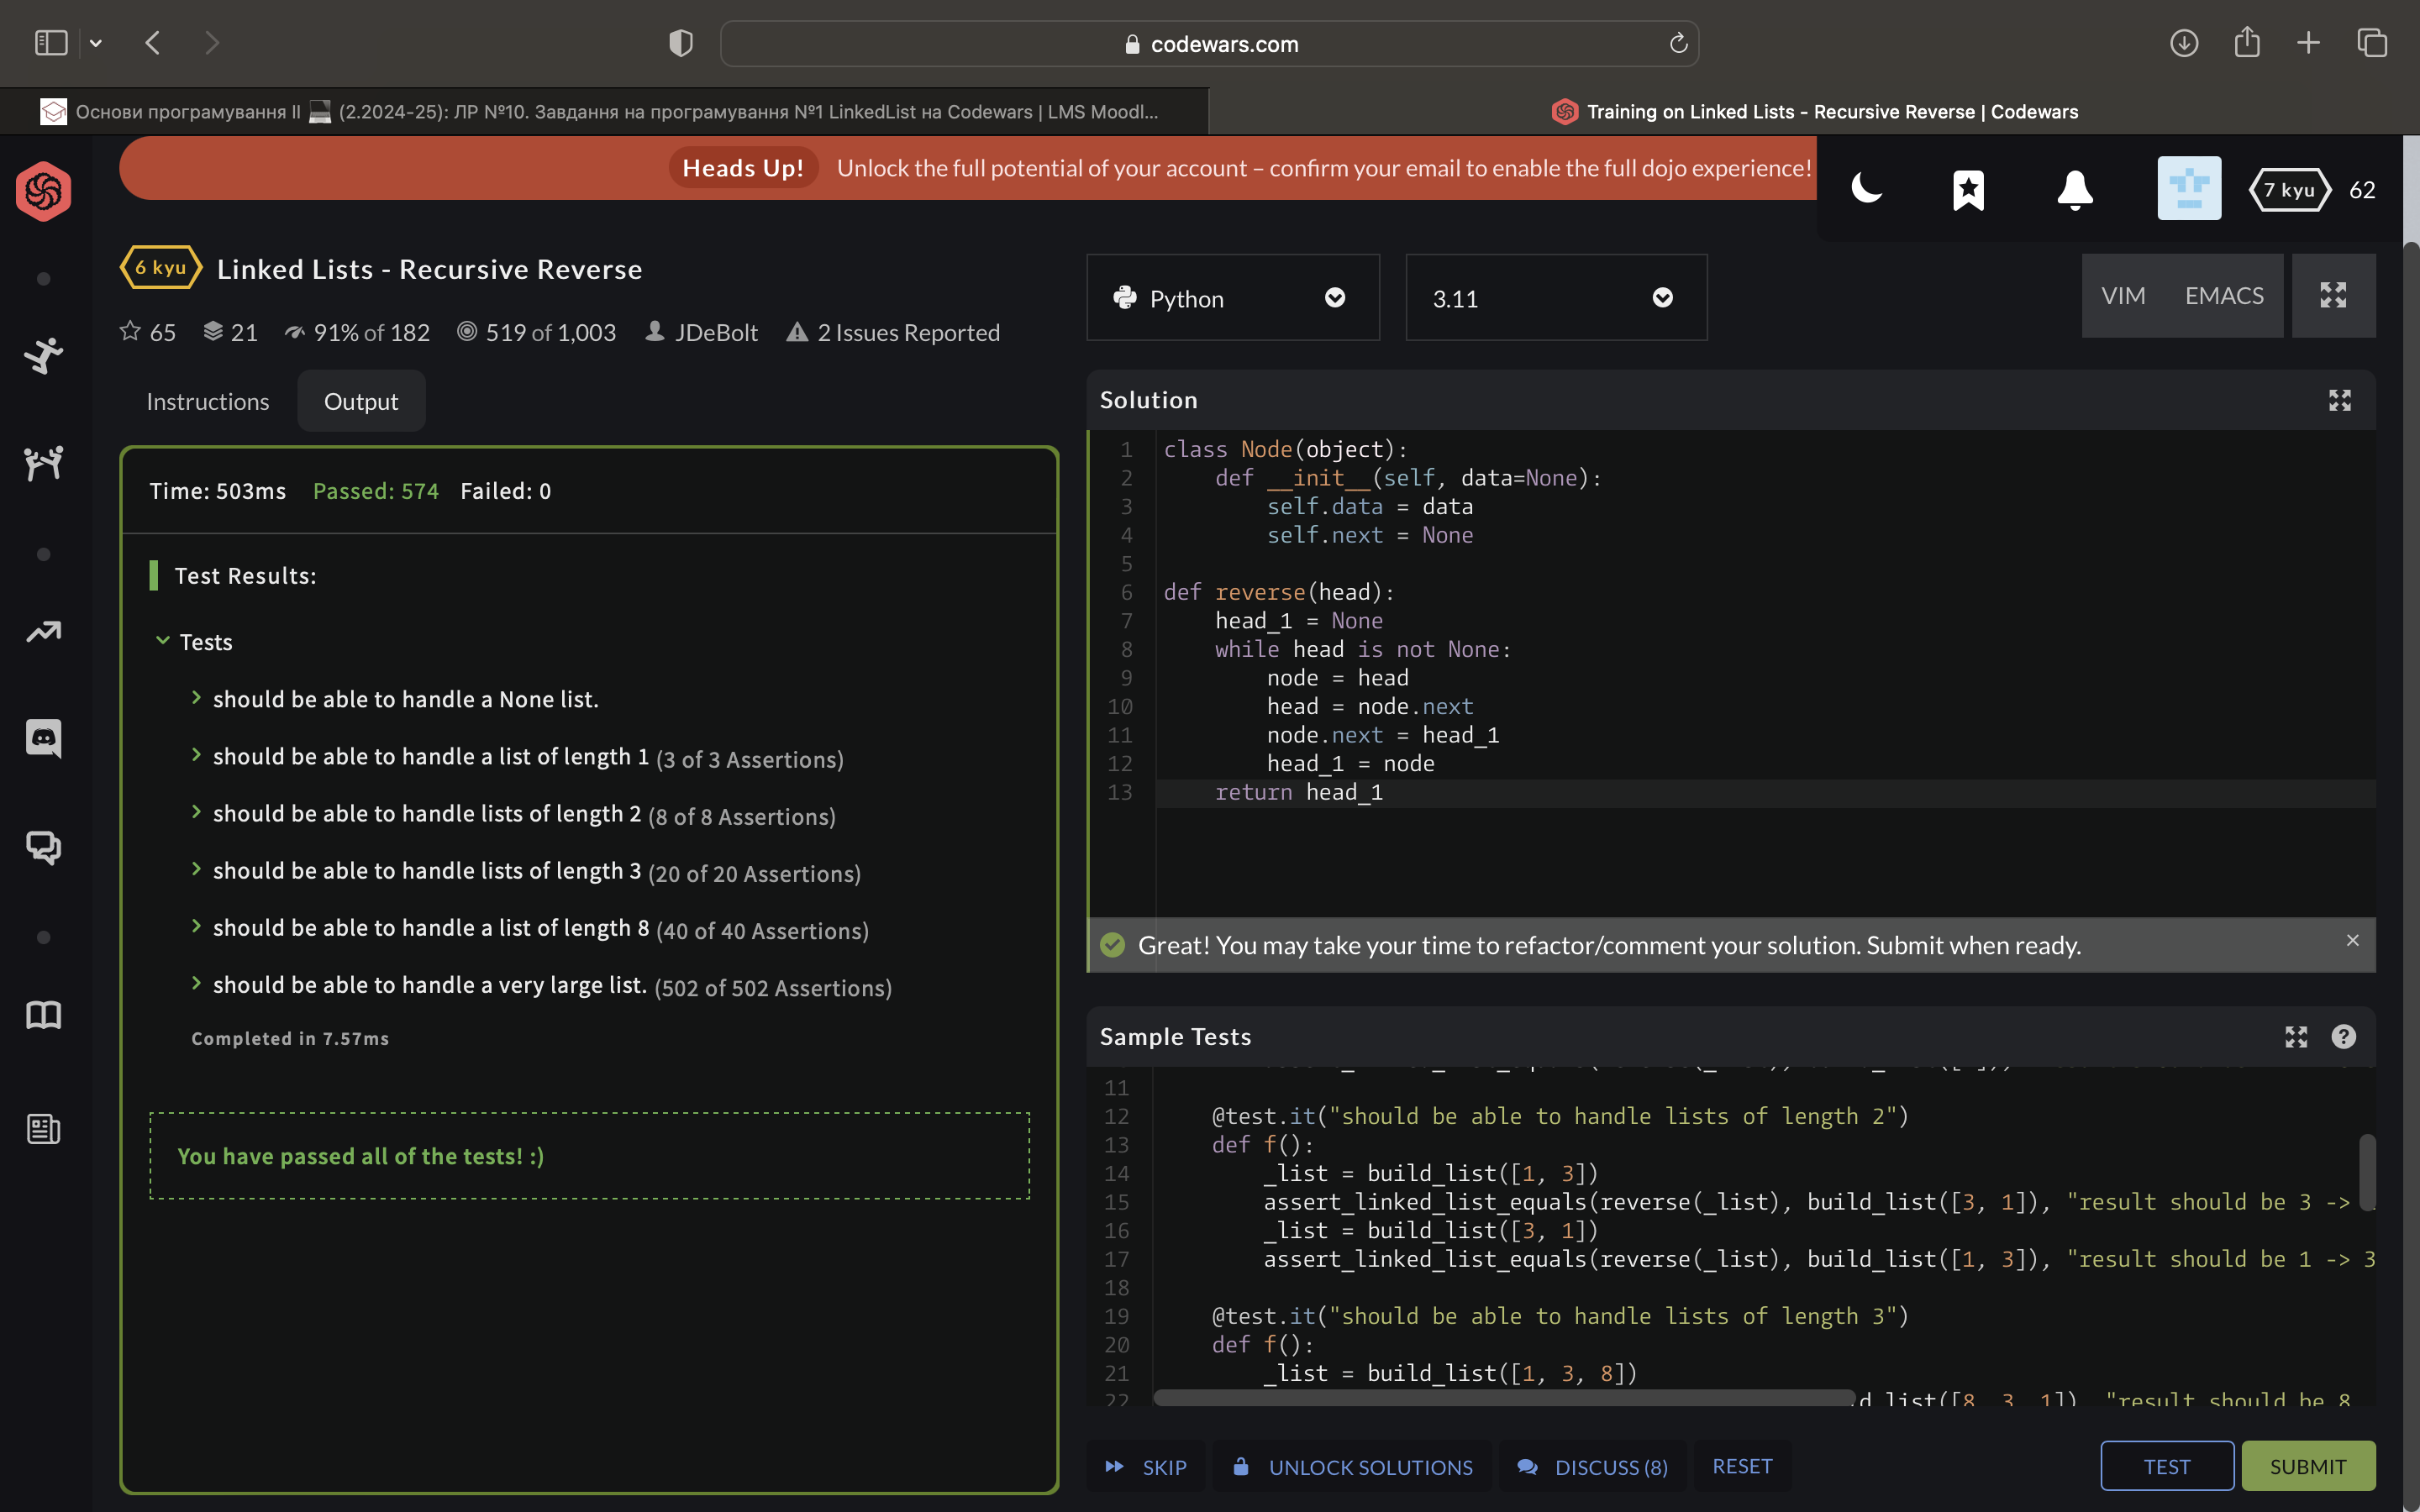 codewars.com
Основи програмування II 💻 (2.2024-25): ЛР №10. Завдання на програмування №1 LinkedList на Codewars | LMS Moodl...
Training on Linked Lists - Recursive Reverse | Codewars
Heads Up! Unlock the full potential of your account – confirm your email to enable the full dojo experience!
7 kyu 62
6 kyu Linked Lists - Recursive Reverse
65 21 91% of 182 519 of 1,003 JDeBolt 2 Issues Reported
Python 3.11
VIM EMACS
Instructions Output
Time: 503ms Passed: 574 Failed: 0
Test Results:
Tests
should be able to handle a None list.
should be able to handle a list of length 1 (3 of 3 Assertions)
should be able to handle lists of length 2 (8 of 8 Assertions)
should be able to handle lists of length 3 (20 of 20 Assertions)
should be able to handle a list of length 8 (40 of 40 Assertions)
should be able to handle a very large list. (502 of 502 Assertions)
Completed in 7.57ms
You have passed all of the tests! :)
Solution
1 class Node(object):
2     def __init__(self, data=None):
3         self.data = data
4         self.next = None
5
6 def reverse(head):
7     head_1 = None
8     while head is not None:
9         node = head
10         head = node.next
11         node.next = head_1
12         head_1 = node
13     return head_1
Great! You may take your time to refactor/comment your solution. Submit when ready.
Sample Tests
11
12     @test.it("should be able to handle lists of length 2")
13     def f():
14         _list = build_list([1, 3])
15         assert_linked_list_equals(reverse(_list), build_list([3, 1]), "result should be 3 ->
16         _list = build_list([3, 1])
17         assert_linked_list_equals(reverse(_list), build_list([1, 3]), "result should be 1 -> 3
18
19     @test.it("should be able to handle lists of length 3")
20     def f():
21         _list = build_list([1, 3, 8])
22 d_list([8, 3, 1]), "result should be 8
SKIP UNLOCK SOLUTIONS DISCUSS (8) RESET TEST SUBMIT